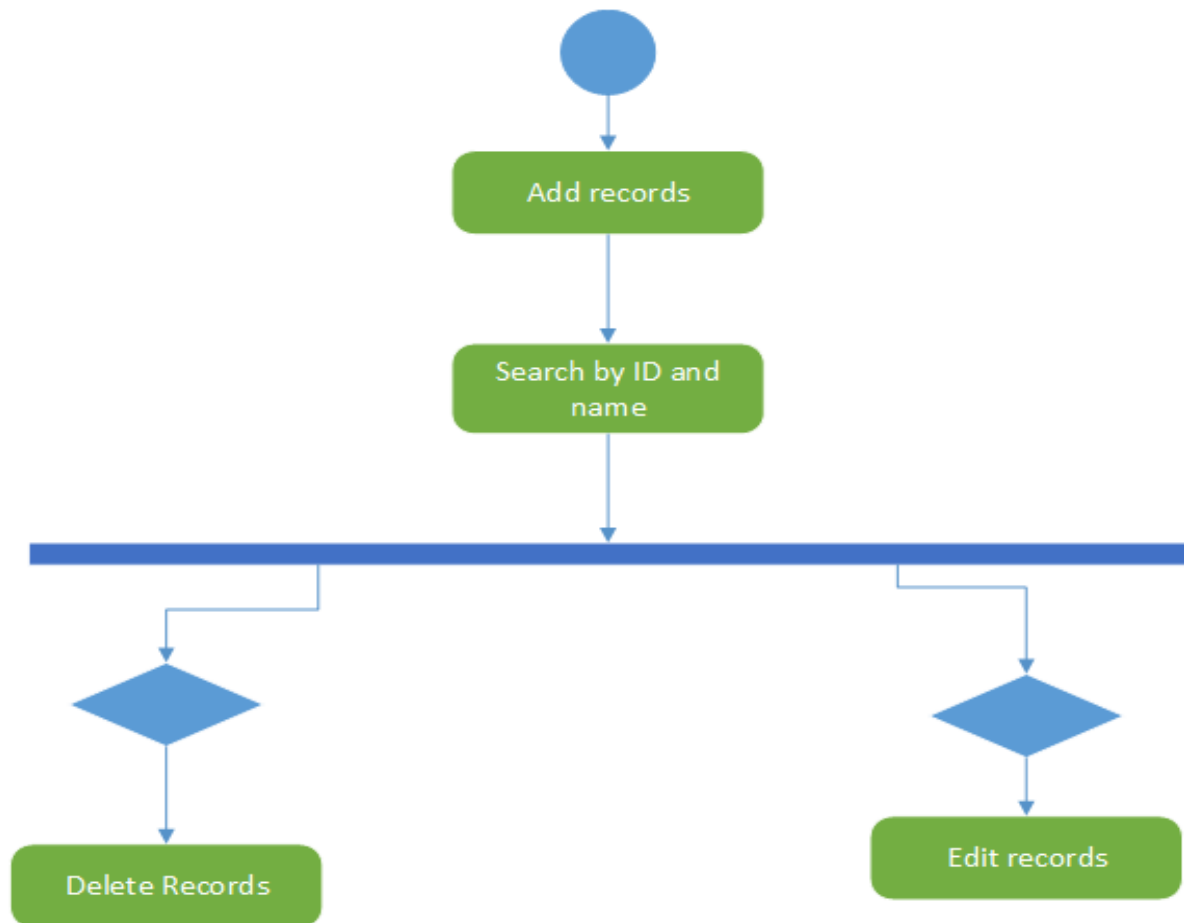 Add records
Search by ID and
name
Delete Records
Edit records